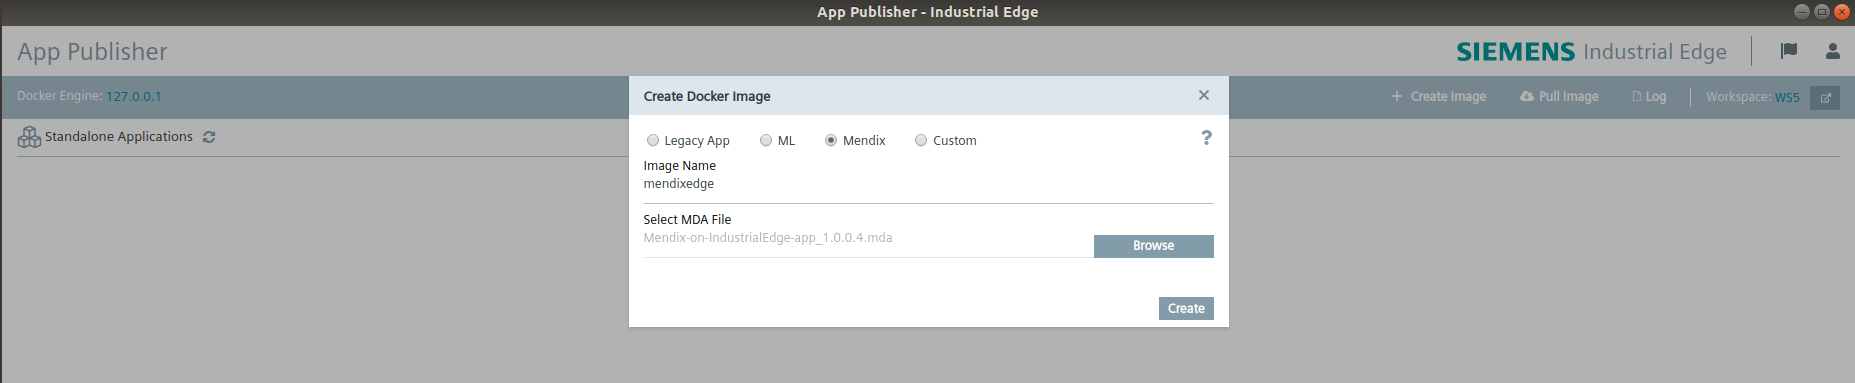 App Publisher - Industrial Edge
App Publisher
SIEMENS Industrial Edge
Docker Engine: 127.0.0.1
Create Image
Pull Image
Log
Workspace: WS5
Standalone Applications
Create Docker Image
Legacy App
ML
Mendix
Custom
?
Image Name
mendixedge
Select MDA File
Mendix-on-IndustrialEdge-app_1.0.0.4.mda
Browse
Create